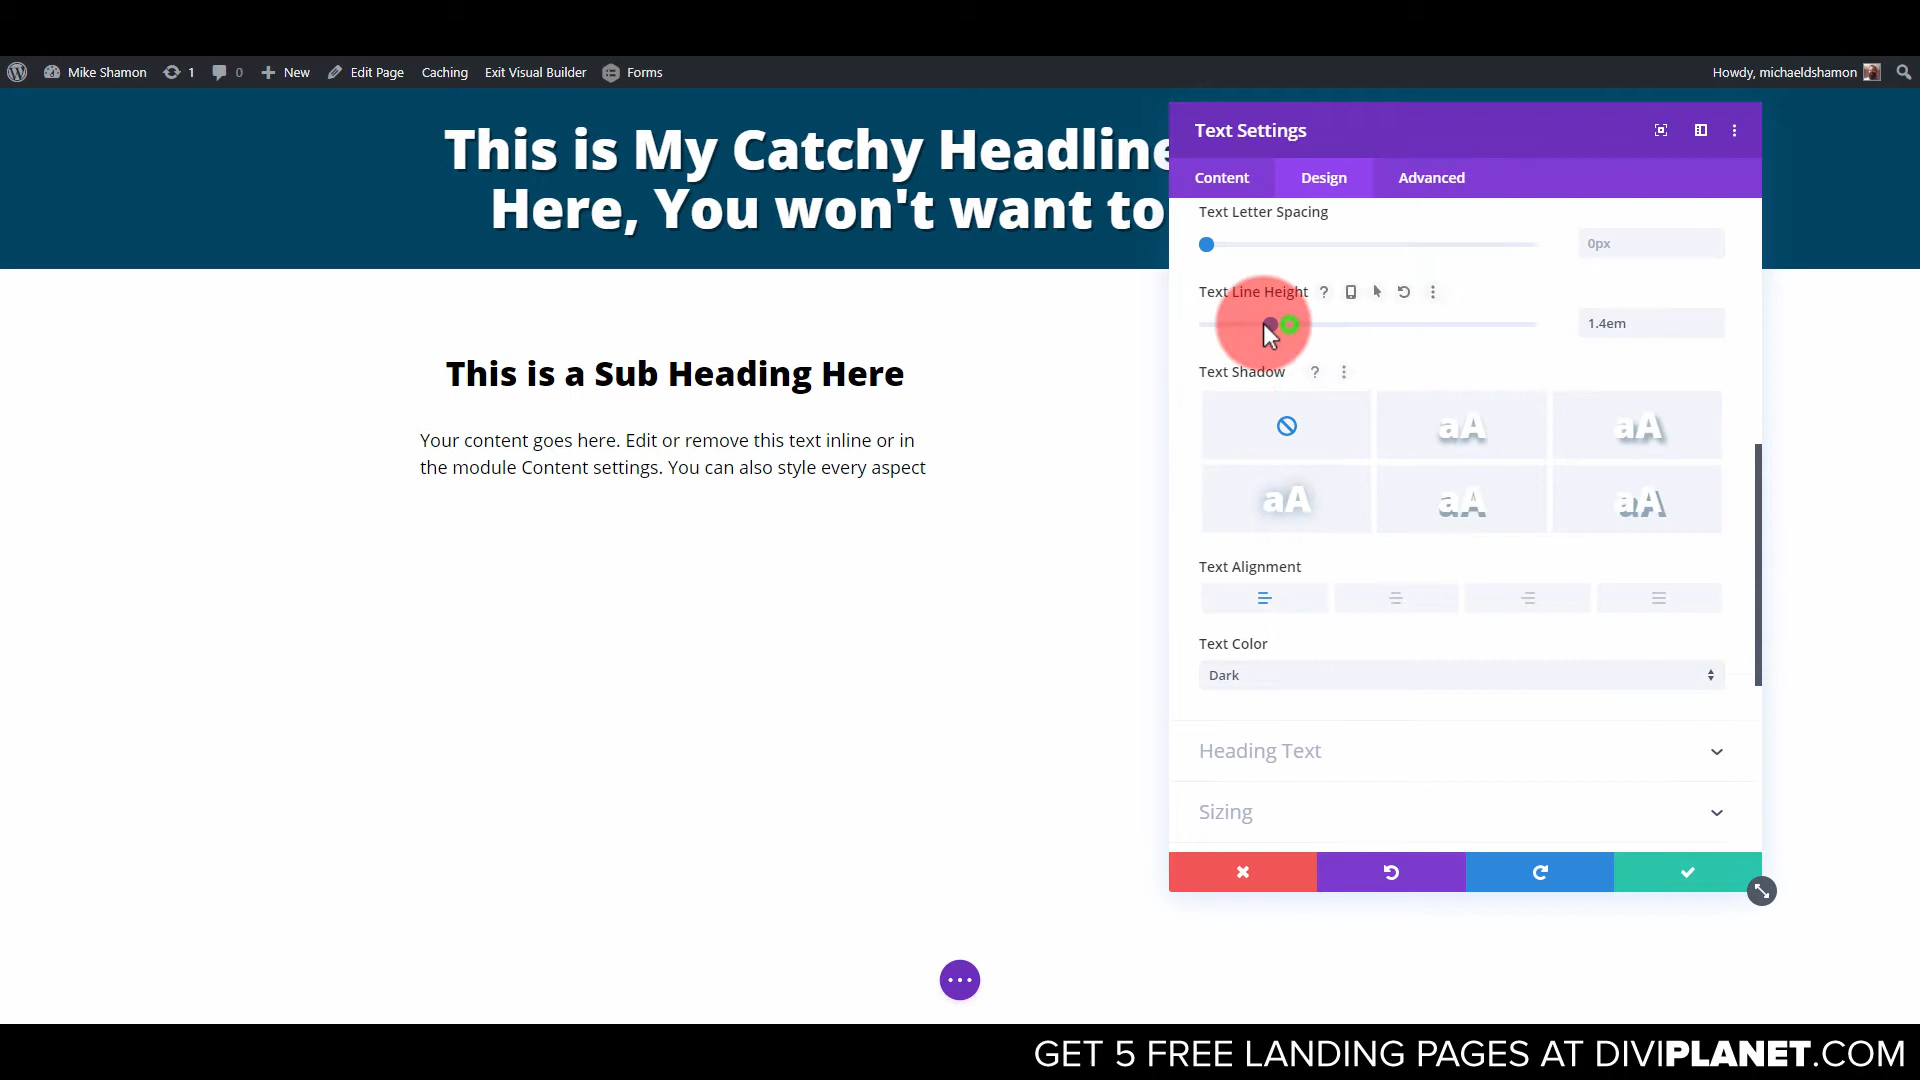 Mike Shamon 1 0 New Edit Page Caching Exit Visual Builder Forms Howdy, michaeldshamon
This is My Catchy Headline
Here, You won't want to
This is a Sub Heading Here
Your content goes here. Edit or remove this text inline or in
the module Content settings. You can also style every aspect
Text Settings
Content Design Advanced
Text Letter Spacing
0px
Text Line Height ?
1.4em
Text Shadow ?
aA aA
aA aA aA
Text Alignment
Text Color
Dark
Heading Text
Sizing
GET 5 FREE LANDING PAGES AT DIVIPLANET.COM